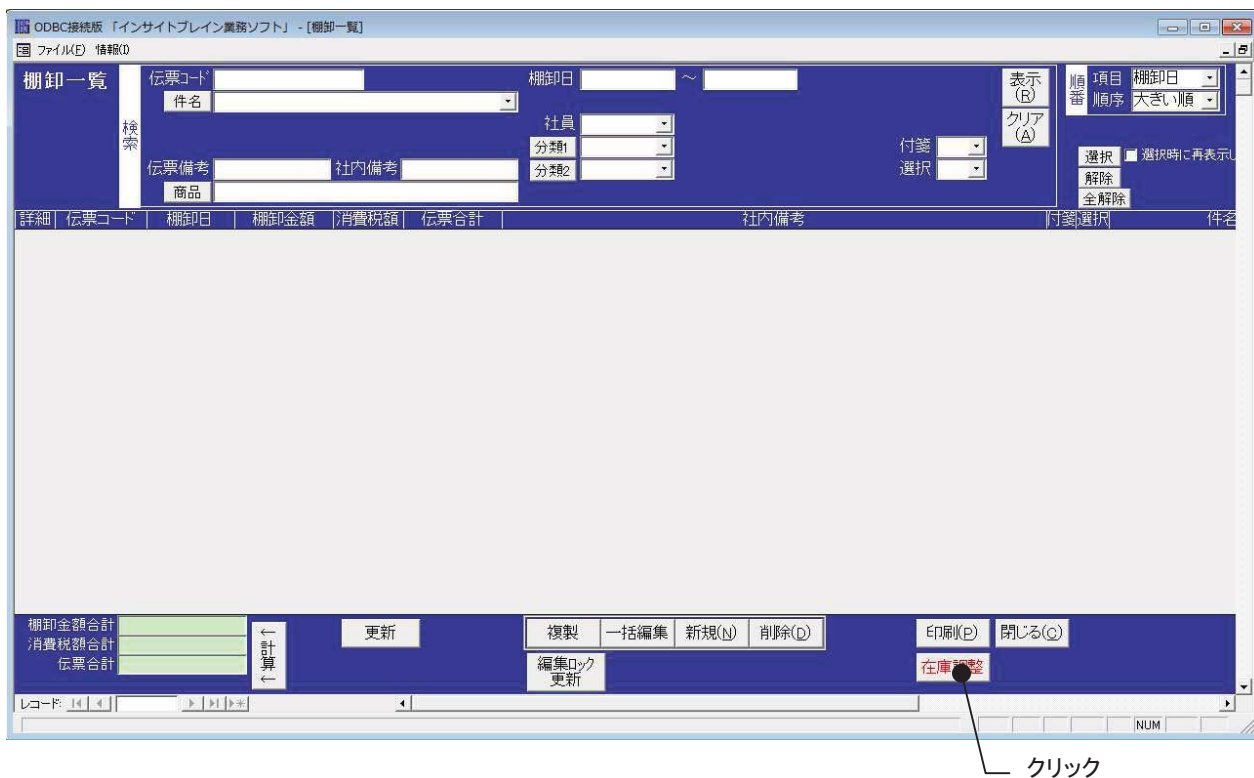 ODBC接続版 「インサイトブレイン業務ソフト」 - [棚卸一覧]
ファイル(F) 情報(I)
棚卸一覧
検索
伝票コード
件名
棚卸日 ～
社員
分類1
分類2
伝票備考 社内備考
商品
付箋
選択
表示(R)
クリア(A)
順番
項目 棚卸日
順序 大きい順
選択 選択時に再表示し
解除
全解除
詳細 伝票コード 棚卸日 棚卸金額 消費税額 伝票合計 社内備考 付箋 選択 件名
棚卸金額合計
消費税額合計
伝票合計
←計算←
更新
複製 一括編集 新規(N) 削除(D)
編集ロック更新
印刷(P) 閉じる(C)
在庫調整
レコード:
NUM
クリック